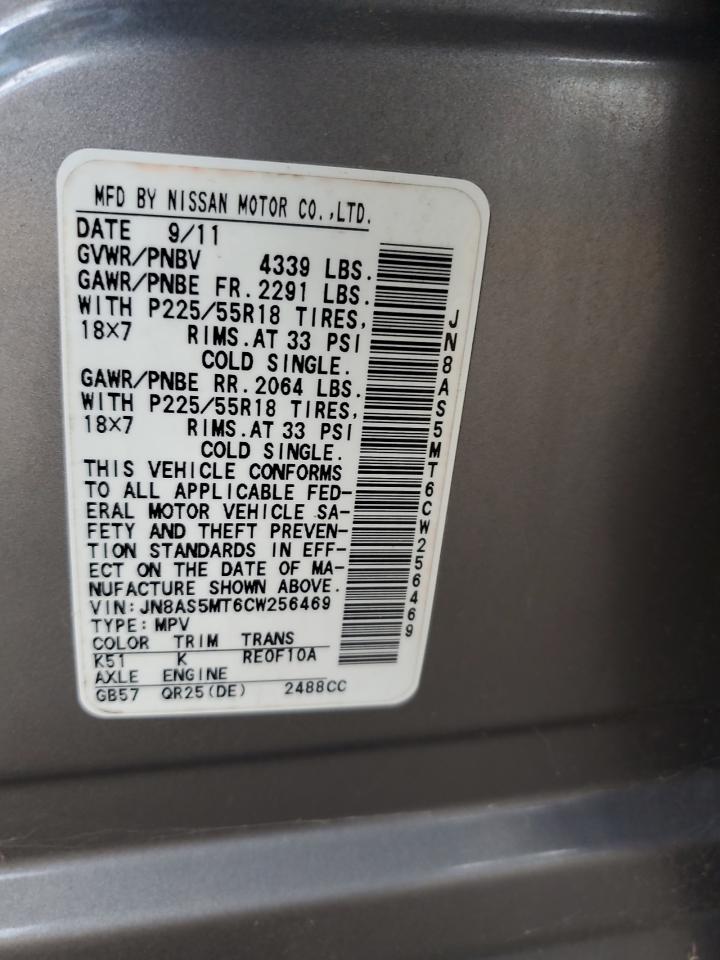 MFD BY NISSAN MOTOR CO.,LTD.
DATE 9/11
GVWR/PNBV 4339 LBS.
GAWR/PNBE FR.2291 LBS.
WITH P225/55R18 TIRES,
18X7 RIMS.AT 33 PSI
COLD SINGLE.
GAWR/PNBE RR.2064 LBS.
WITH P225/55R18 TIRES,
18X7 RIMS.AT 33 PSI
COLD SINGLE.
THIS VEHICLE CONFORMS
TO ALL APPLICABLE FED-
ERAL MOTOR VEHICLE SA-
FETY AND THEFT PREVEN-
TION STANDARDS IN EFF-
ECT ON THE DATE OF MA-
NUFACTURE SHOWN ABOVE.
VIN:JN8AS5MT6CW256469
TYPE:MPV
COLOR TRIM TRANS
K51 K RE0F10A
AXLE ENGINE
GB57 QR25(DE) 2488CC
JN8AS5MT6CW256469